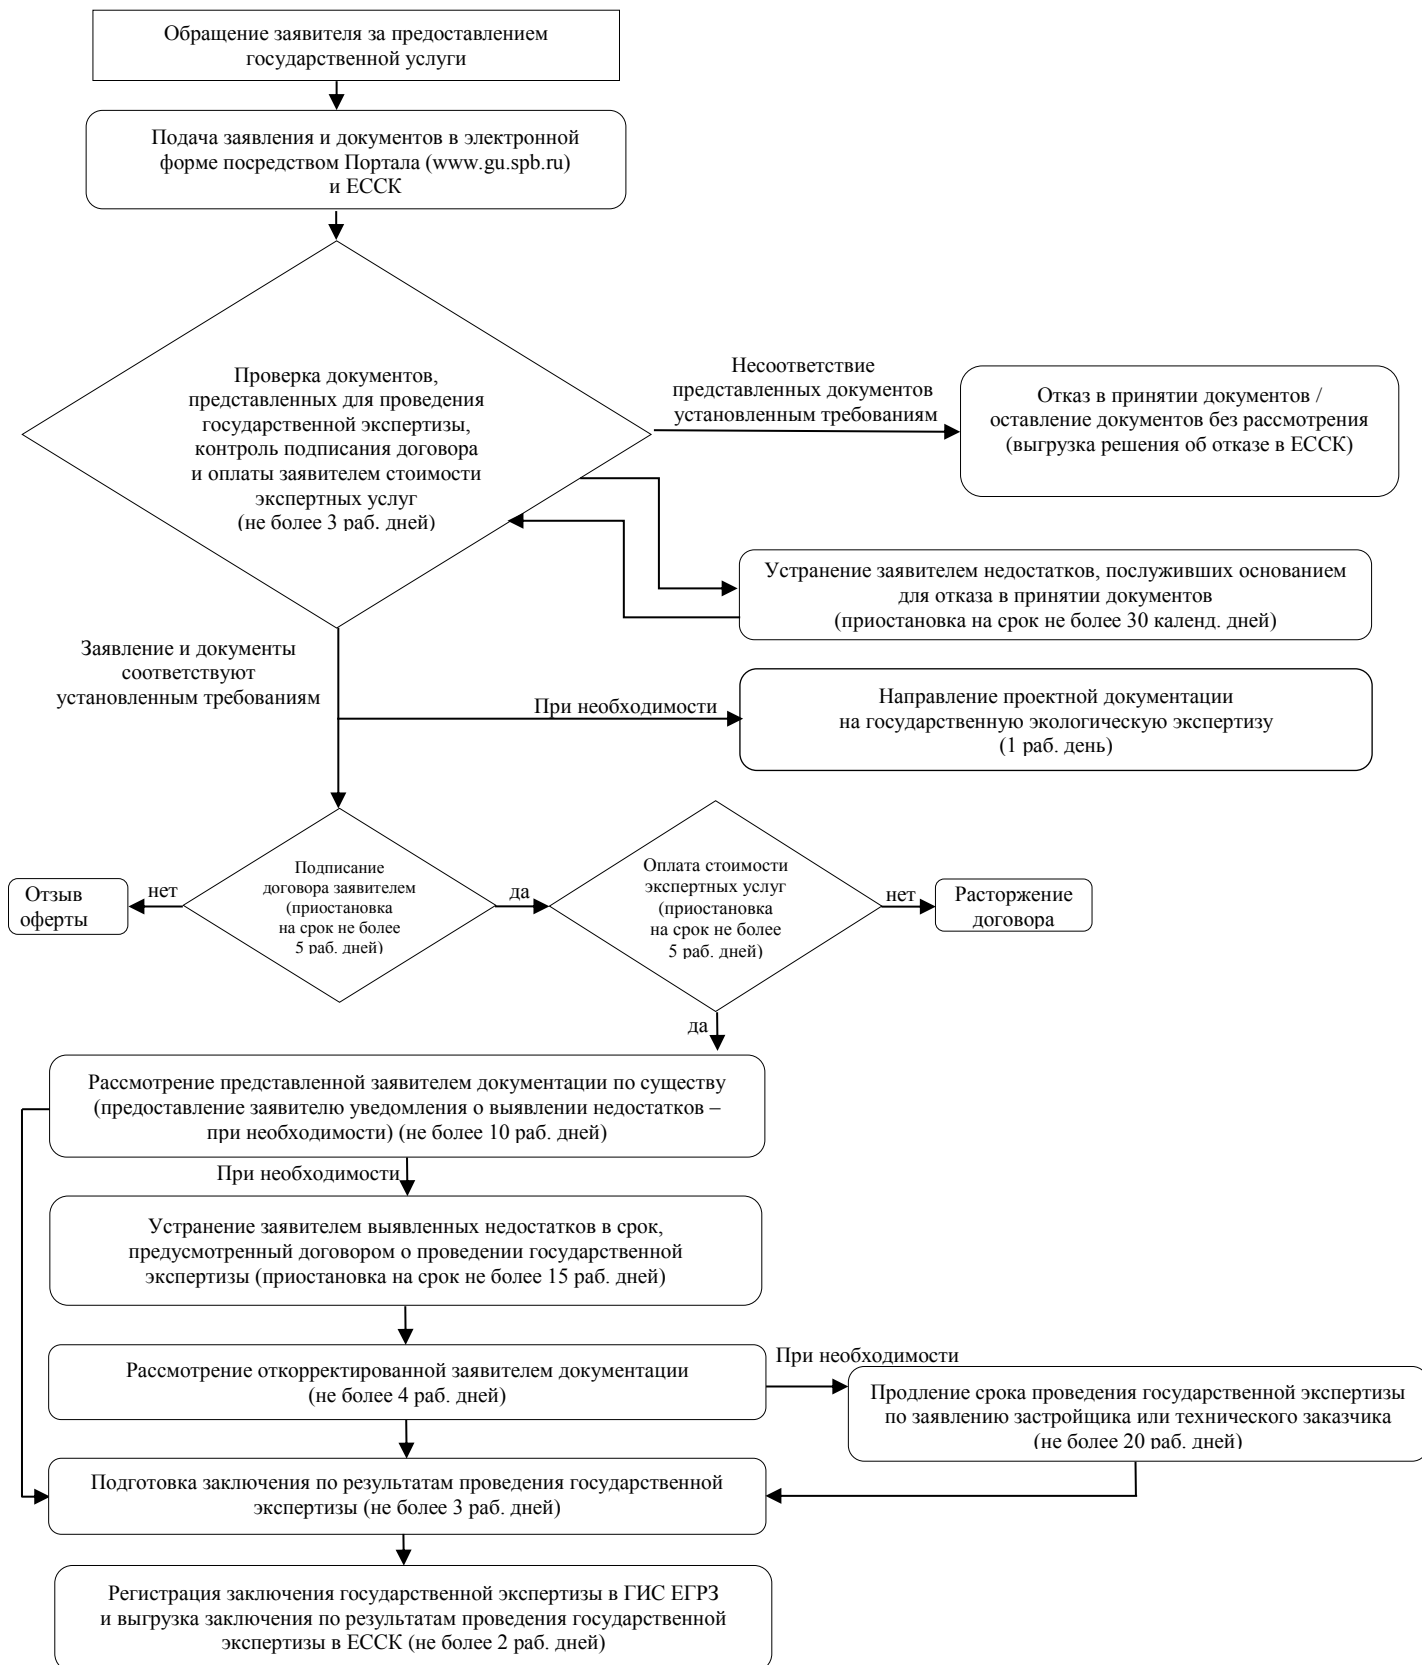 Обращение заявителя за предоставлением
государственной услуги
Подача заявления и документов в электронной
форме посредством Портала (www.gu.spb.ru)
и ЕССК
Проверка документов,
представленных для проведения
государственной экспертизы,
контроль подписания договора
и оплаты заявителем стоимости
экспертных услуг
(не более 3 раб. дней)
Несоответствие
представленных документов
установленным требованиям
Отказ в принятии документов /
оставление документов без рассмотрения
(выгрузка решения об отказе в ЕССК)
Устранение заявителем недостатков, послуживших основанием
для отказа в принятии документов
(приостановка на срок не более 30 календ. дней)
Заявление и документы
соответствуют
установленным требованиям
При необходимости
Направление проектной документации
на государственную экологическую экспертизу
(1 раб. день)
Отзыв
оферты
нет
Подписание
договора заявителем
(приостановка
на срок не более
5 раб. дней)
да
Оплата стоимости
экспертных услуг
(приостановка
на срок не более
5 раб. дней)
нет
Расторжение
договора
да
Рассмотрение представленной заявителем документации по существу
(предоставление заявителю уведомления о выявлении недостатков –
при необходимости) (не более 10 раб. дней)
При необходимости
Устранение заявителем выявленных недостатков в срок,
предусмотренный договором о проведении государственной
экспертизы (приостановка на срок не более 15 раб. дней)
Рассмотрение откорректированной заявителем документации
(не более 4 раб. дней)
При необходимости
Продление срока проведения государственной экспертизы
по заявлению застройщика или технического заказчика
(не более 20 раб. дней)
Подготовка заключения по результатам проведения государственной
экспертизы (не более 3 раб. дней)
Регистрация заключения государственной экспертизы в ГИС ЕГРЗ
и выгрузка заключения по результатам проведения государственной
экспертизы в ЕССК (не более 2 раб. дней)